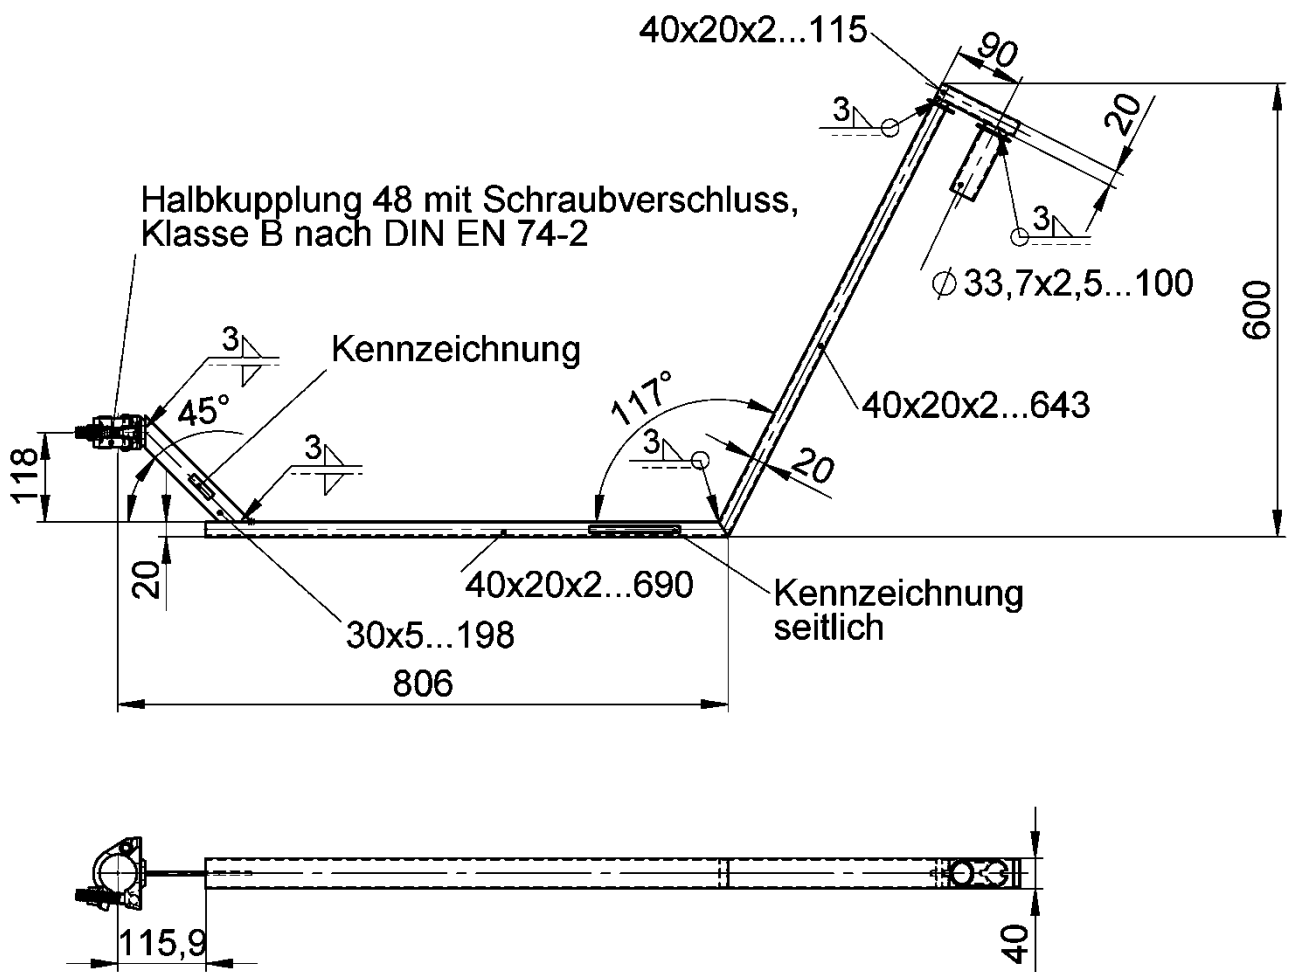 40x20x2...115
90
3
20
Halbkupplung 48 mit Schraubverschluss,
Klasse B nach DIN EN 74-2
3
⌀ 33,7x2,5...100
600
3
Kennzeichnung
45°
117°
40x20x2...643
118
3
3
20
20
40x20x2...690
Kennzeichnung
seitlich
30x5...198
806
115,9
40